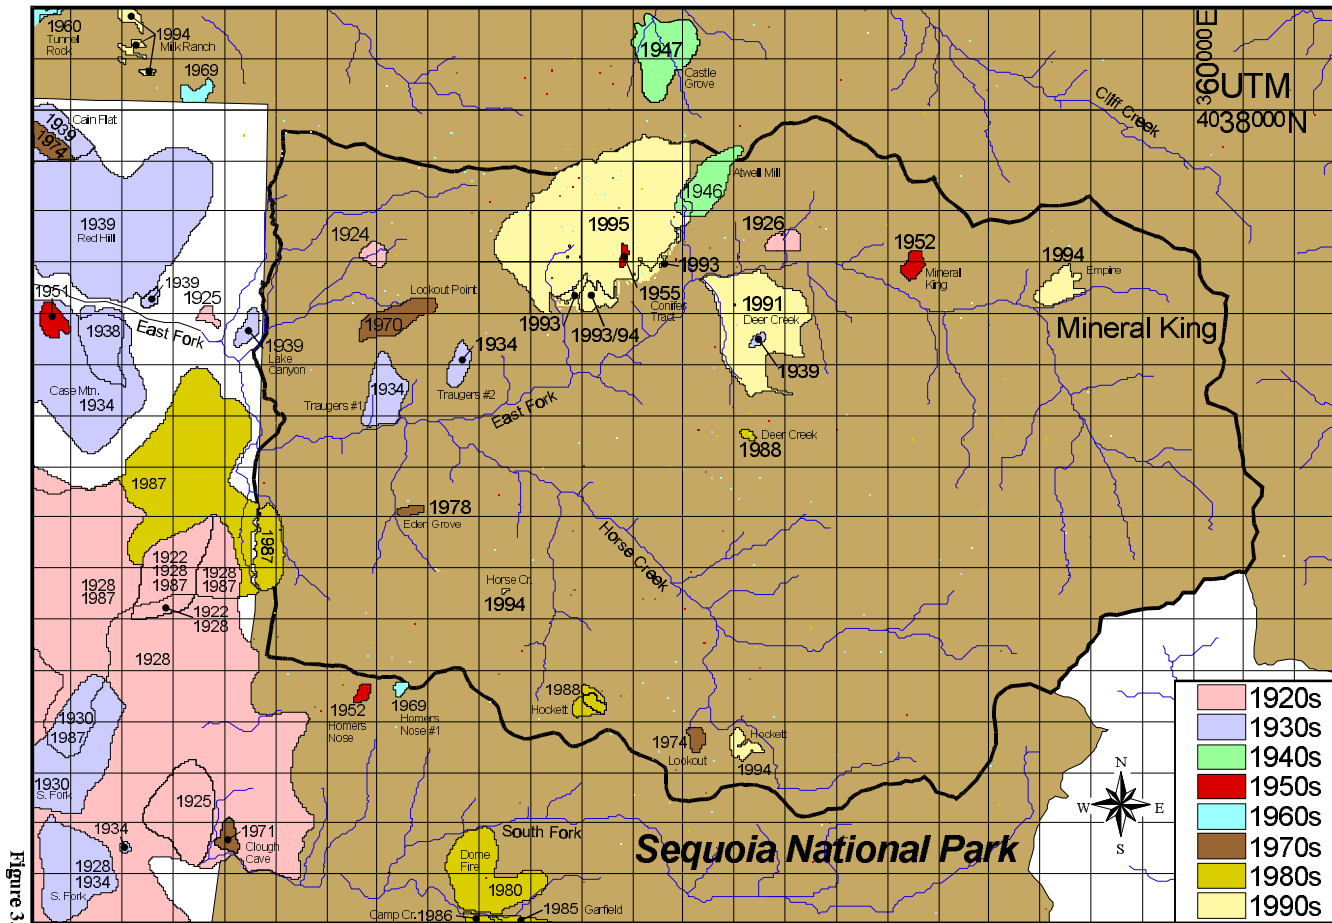 1960
Tunnel
Rock
1994
Milk Ranch
1969
1947
Castle
Grove
360000E
UTM
4038000N
Cliff Creek
Cain Flat
1939
1974
1939
Red Hill
1946
Atwell Mill
1924
1995
1926
1952
Mineral
King
1994
Empire
1993
1951
1939
1925
Lookout Point
1955
Conifer
Tract
1991
Deer Creek
Mineral King
1938
East Fork
1939
Lake
Canyon
1970
1993
1993/94
1934
Traugers #2
1939
Case Mtn.
1934
1934
Traugers #1
East Fork
Deer Creek
1988
1987
1978
Eden Grove
1987
Horse Creek
1922
1928
1987
1928
1987
1928
1987
1922
1928
Horse Cr.
1994
1928
1952
Homers
Nose
1969
Homers
Nose #1
1988
Hockett
1930
1987
1974
Lookout
Hockett
1994
1930
S. Fork
1925
1934
1971
Clough
Cave
South Fork
Sequoia National Park
Dome
Fire
1980
1928
1934
S. Fork
Camp Cr.
1986
1985
Garfield
N
W
E
S
1920s
1930s
1940s
1950s
1960s
1970s
1980s
1990s
Figure 3.